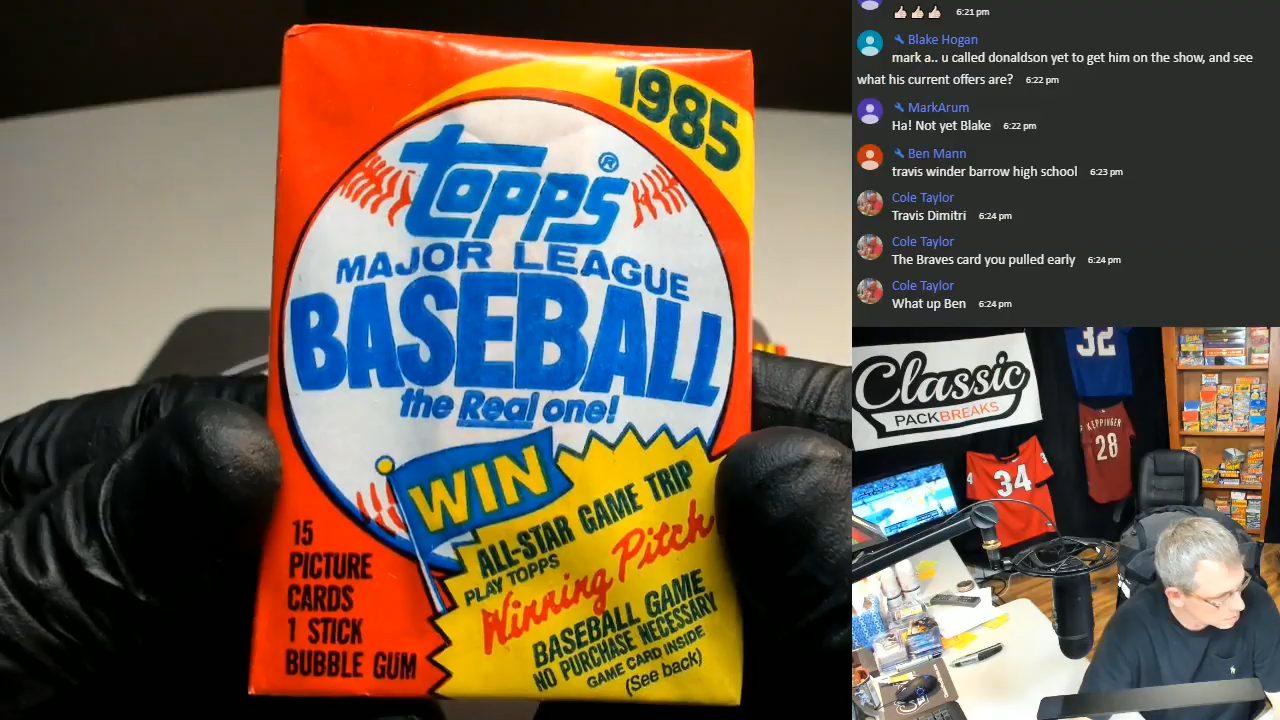 1985
topps®
MAJOR LEAGUE
BASEBALL
the Real one!
WIN
ALL-STAR GAME TRIP
PLAY TOPPS
Winning Pitch
BASEBALL GAME
NO PURCHASE NECESSARY
GAME CARD INSIDE
(See back)
15
PICTURE
CARDS
1 STICK
BUBBLE GUM
👍🏻👍🏻👍🏻 6:21 pm
Blake Hogan
mark a.. u called donaldson yet to get him on the show, and see
what his current offers are? 6:22 pm
MarkArum
Ha! Not yet Blake 6:22 pm
Ben Mann
travis winder barrow high school 6:23 pm
Cole Taylor
Travis Dimitri 6:24 pm
Cole Taylor
The Braves card you pulled early 6:24 pm
Cole Taylor
What up Ben 6:24 pm
Classic
PACKBREAKS
32
KEPPINGER
28
34